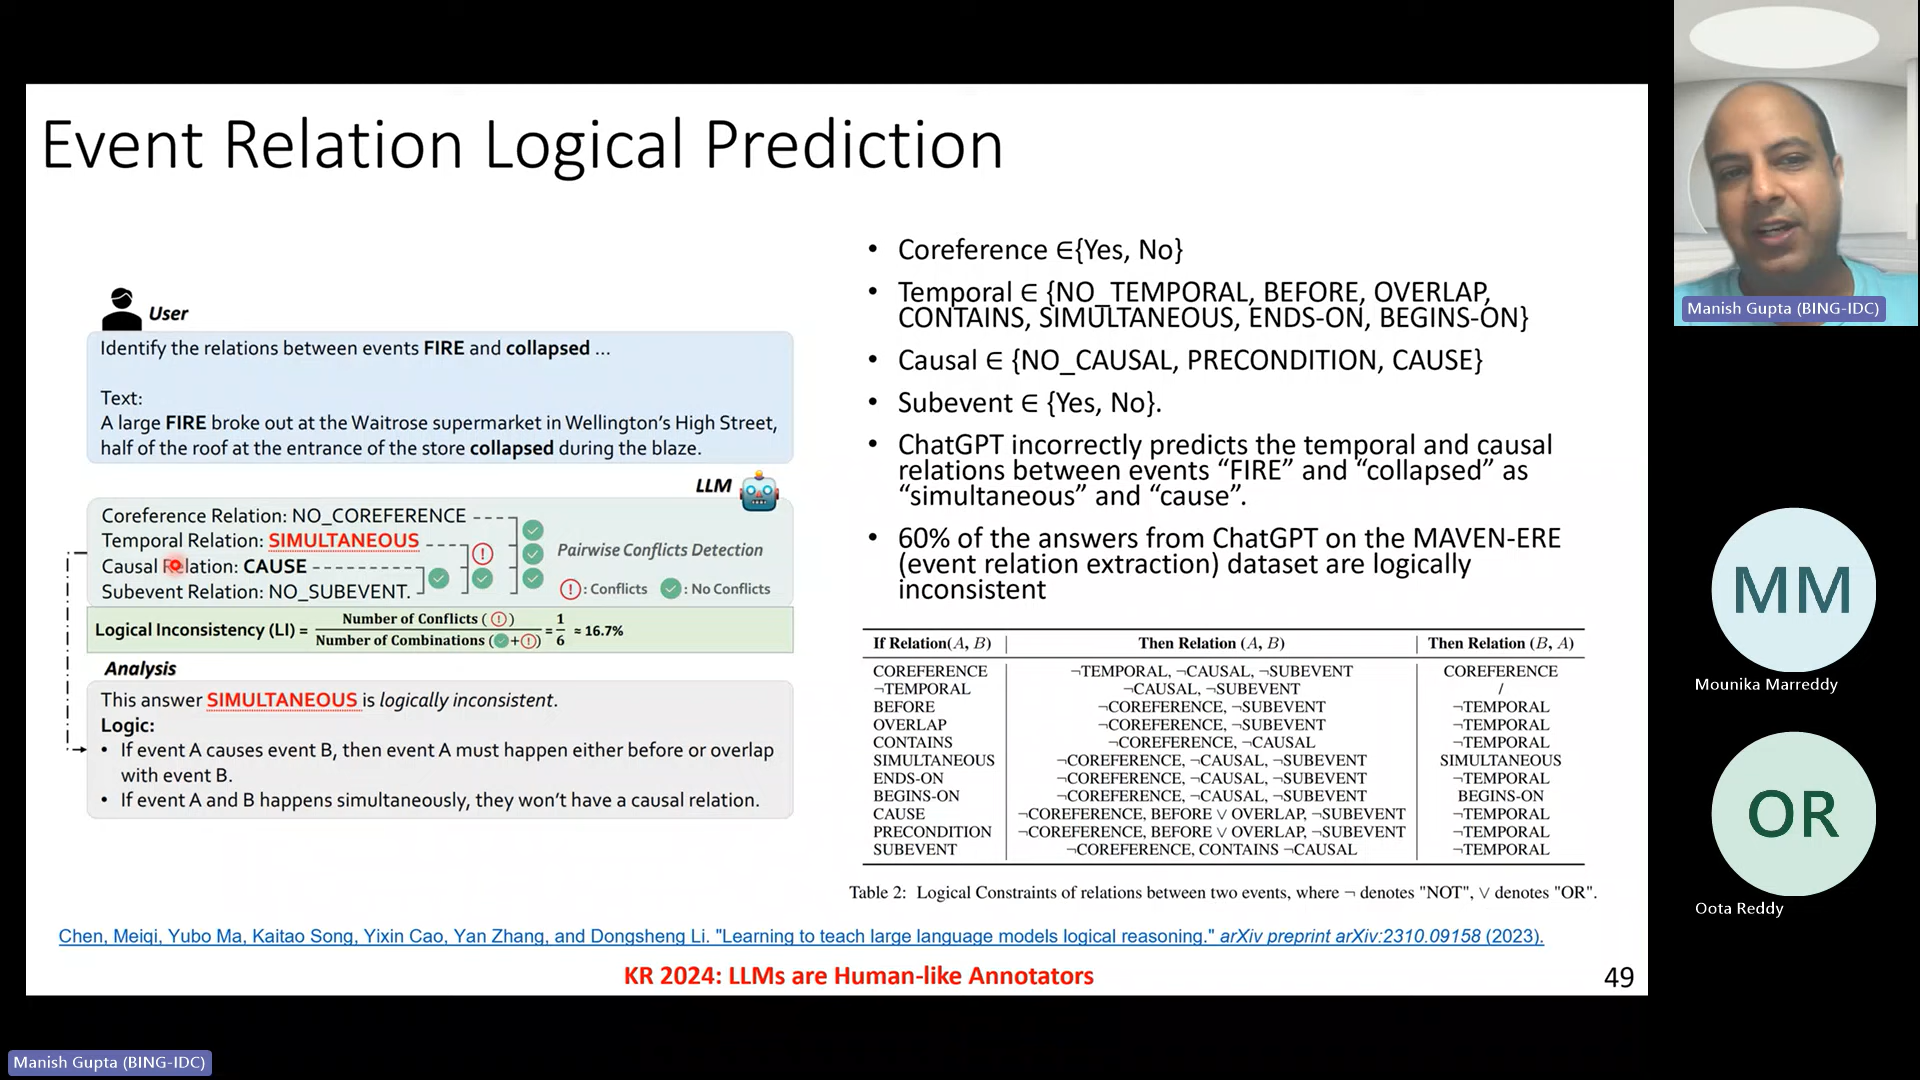 Event Relation Logical Prediction
User
Identify the relations between events FIRE and collapsed ...
Text:
A large FIRE broke out at the Waitrose supermarket in Wellington's High Street,
half of the roof at the entrance of the store collapsed during the blaze.
LLM
Coreference Relation: NO_COREFERENCE
Temporal Relation: SIMULTANEOUS
Causal Relation: CAUSE
Subevent Relation: NO_SUBEVENT.
Pairwise Conflicts Detection
(!): Conflicts ✓: No Conflicts
Logical Inconsistency (LI) = Number of Conflicts (!) / Number of Combinations (✓+(!)) = 1/6 ≈ 16.7%
Analysis
This answer SIMULTANEOUS is logically inconsistent.
Logic:
• If event A causes event B, then event A must happen either before or overlap
with event B.
• If event A and B happens simultaneously, they won't have a causal relation.
• Coreference ∈{Yes, No}
• Temporal ∈ {NO_TEMPORAL, BEFORE, OVERLAP,
CONTAINS, SIMULTANEOUS, ENDS-ON, BEGINS-ON}
• Causal ∈ {NO_CAUSAL, PRECONDITION, CAUSE}
• Subevent ∈ {Yes, No}.
• ChatGPT incorrectly predicts the temporal and causal
relations between events “FIRE” and “collapsed” as
“simultaneous” and “cause”.
• 60% of the answers from ChatGPT on the MAVEN-ERE
(event relation extraction) dataset are logically
inconsistent
If Relation(A, B) Then Relation (A, B) Then Relation (B, A)
COREFERENCE ¬TEMPORAL, ¬CAUSAL, ¬SUBEVENT COREFERENCE
¬TEMPORAL ¬CAUSAL, ¬SUBEVENT /
BEFORE ¬COREFERENCE, ¬SUBEVENT ¬TEMPORAL
OVERLAP ¬COREFERENCE, ¬SUBEVENT ¬TEMPORAL
CONTAINS ¬COREFERENCE, ¬CAUSAL ¬TEMPORAL
SIMULTANEOUS ¬COREFERENCE, ¬CAUSAL, ¬SUBEVENT SIMULTANEOUS
ENDS-ON ¬COREFERENCE, ¬CAUSAL, ¬SUBEVENT ¬TEMPORAL
BEGINS-ON ¬COREFERENCE, ¬CAUSAL, ¬SUBEVENT BEGINS-ON
CAUSE ¬COREFERENCE, BEFORE ∨ OVERLAP, ¬SUBEVENT ¬TEMPORAL
PRECONDITION ¬COREFERENCE, BEFORE ∨ OVERLAP, ¬SUBEVENT ¬TEMPORAL
SUBEVENT ¬COREFERENCE, CONTAINS ¬CAUSAL ¬TEMPORAL
Table 2: Logical Constraints of relations between two events, where ¬ denotes "NOT", ∨ denotes "OR".
Chen, Meiqi, Yubo Ma, Kaitao Song, Yixin Cao, Yan Zhang, and Dongsheng Li. "Learning to teach large language models logical reasoning." arXiv preprint arXiv:2310.09158 (2023).
KR 2024: LLMs are Human-like Annotators
49
Manish Gupta (BING-IDC)
MM
Mounika Marreddy
OR
Oota Reddy
Manish Gupta (BING-IDC)